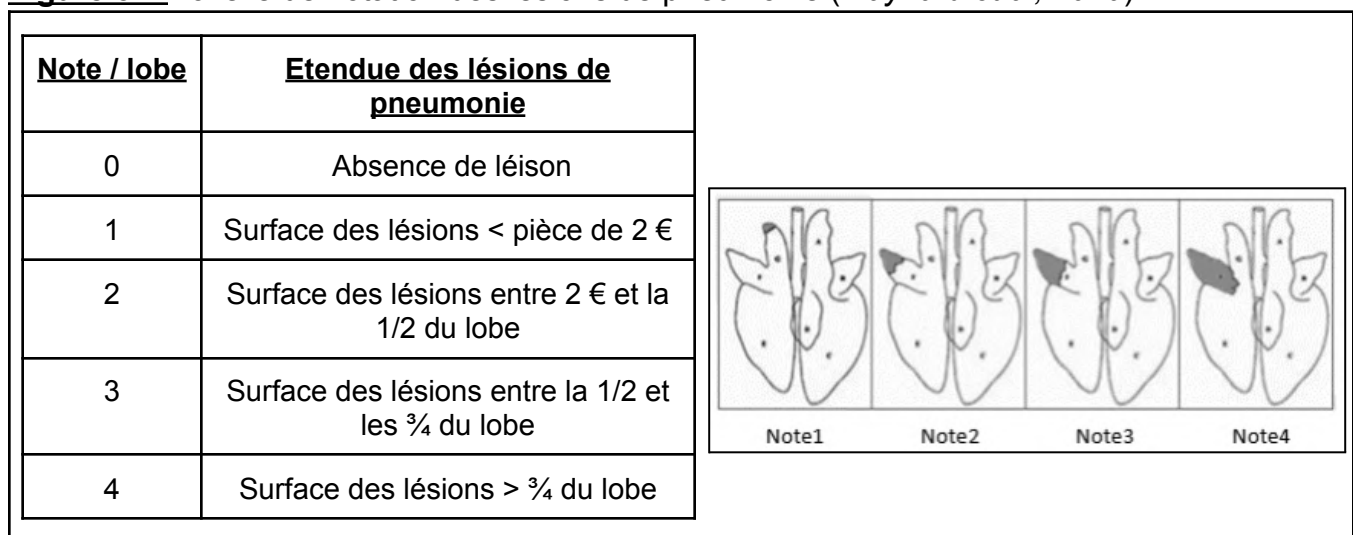 Note / lobe
Etendue des lésions de
pneumonie
0
Absence de léison
1
Surface des lésions < pièce de 2 €
2
Surface des lésions entre 2 € et la
1/2 du lobe
3
Surface des lésions entre la 1/2 et
les ¾ du lobe
4
Surface des lésions > ¾ du lobe
Note1
Note2
Note3
Note4